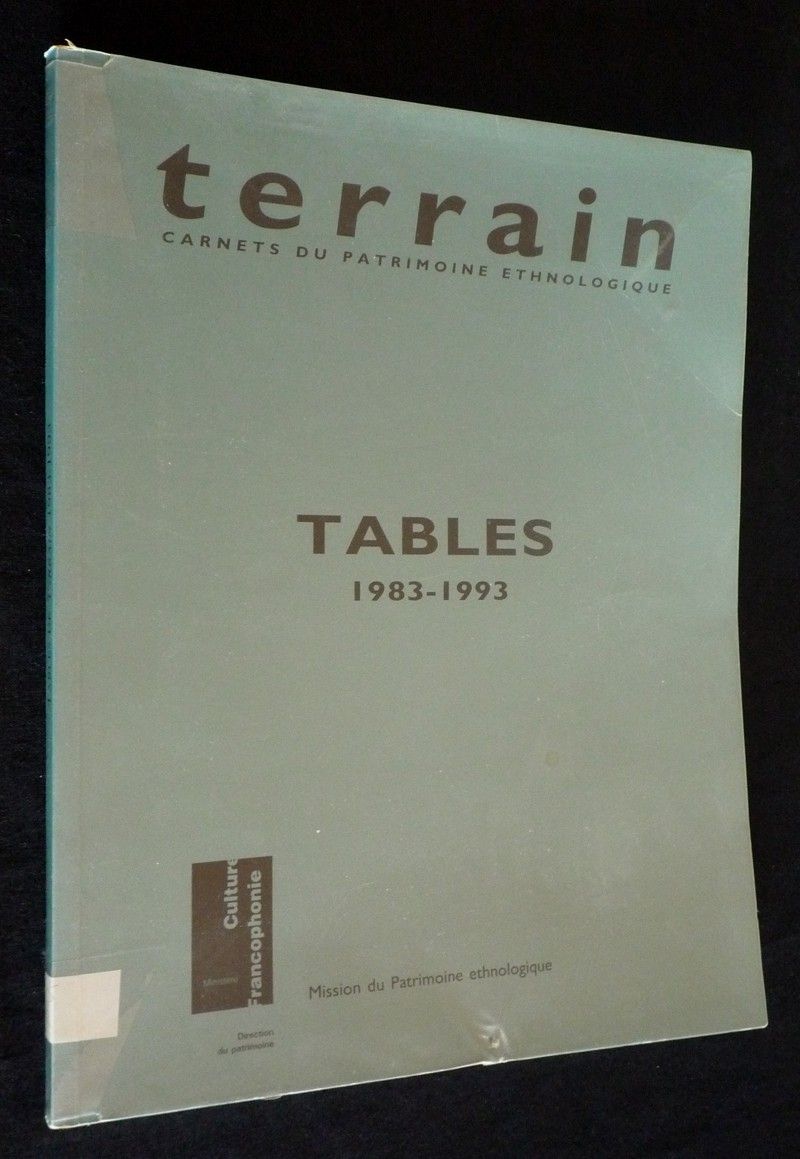 terrain
CARNETS DU PATRIMOINE ETHNOLOGIQUE
TABLES
1983-1993
Culture
Francophonie
Ministère
Mission du Patrimoine ethnologique
Direction
du patrimoine